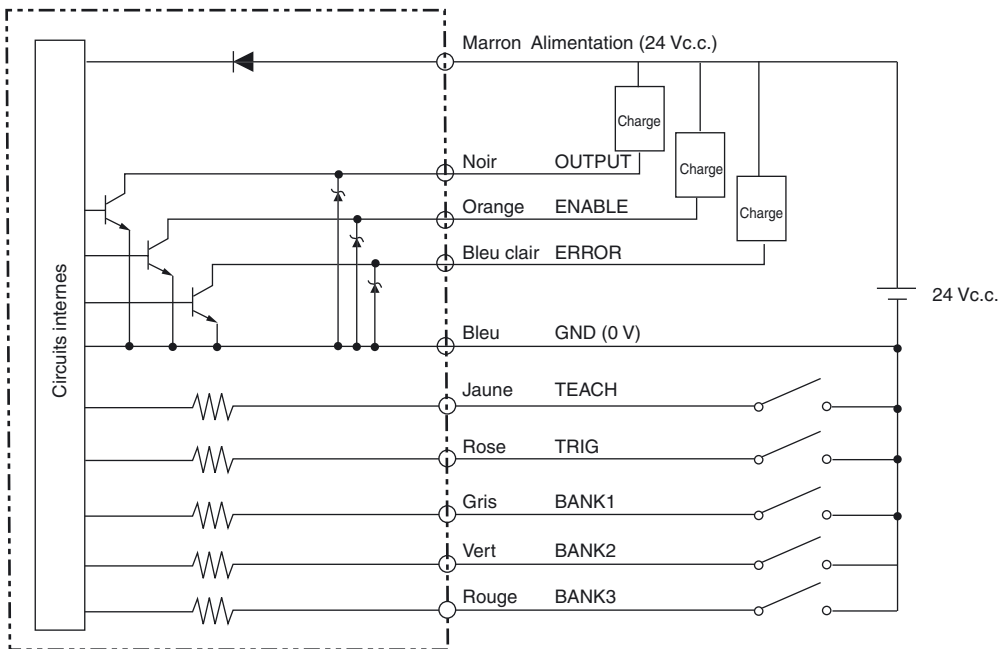 Marron Alimentation (24 Vc.c.)
Charge
Noir OUTPUT
Charge
Orange ENABLE
Charge
Bleu clair ERROR
24 Vc.c.
Circuits internes
Bleu GND (0 V)
Jaune TEACH
Rose TRIG
Gris BANK1
Vert BANK2
Rouge BANK3